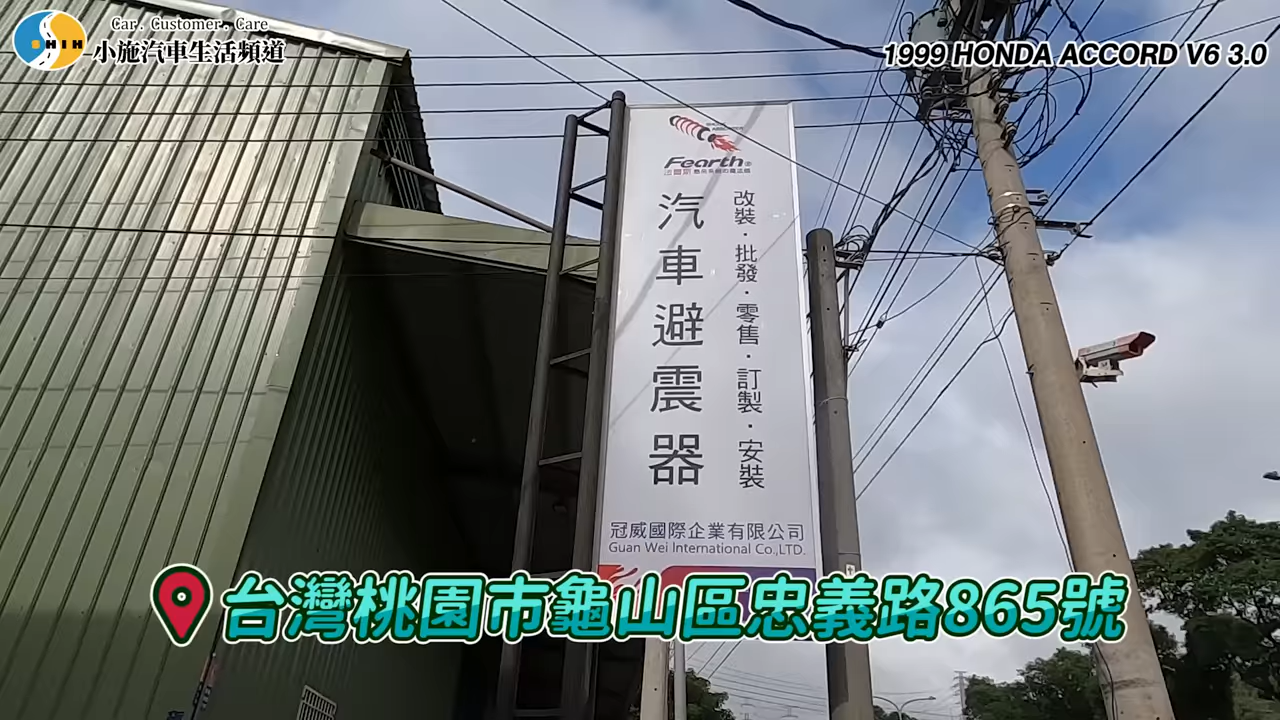 Car. Customer. Care
SHIH
小施汽車生活頻道
1999 HONDA ACCORD V6 3.0
Fearth®
汽車避震器
改裝·批發·零售·訂製·安裝
冠威國際企業有限公司
Guan Wei International Co.,LTD.
台灣桃園市龜山區忠義路865號